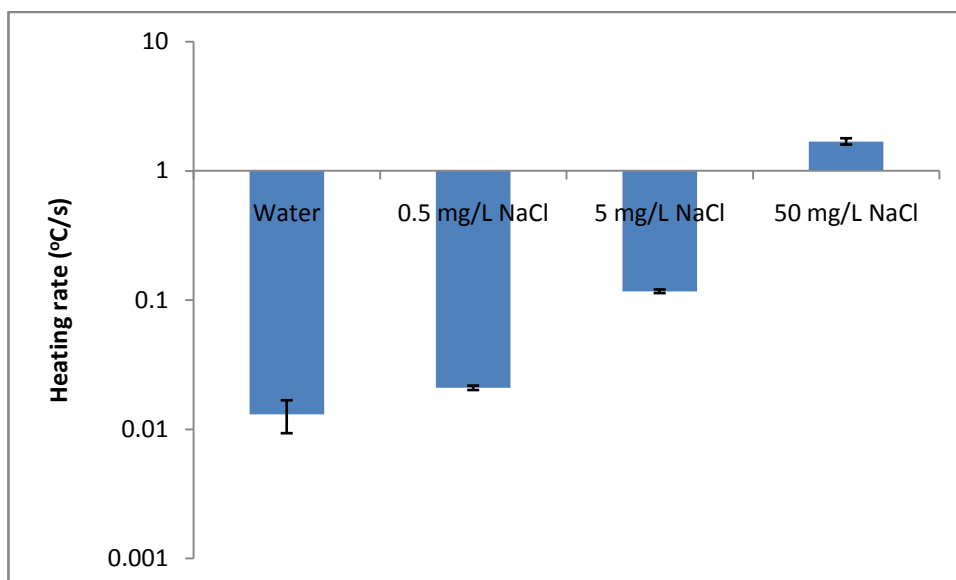 10
1
0.1
0.01
0.001
Heating rate (ºC/s)
Water
0.5 mg/L NaCl
5 mg/L NaCl
50 mg/L NaCl